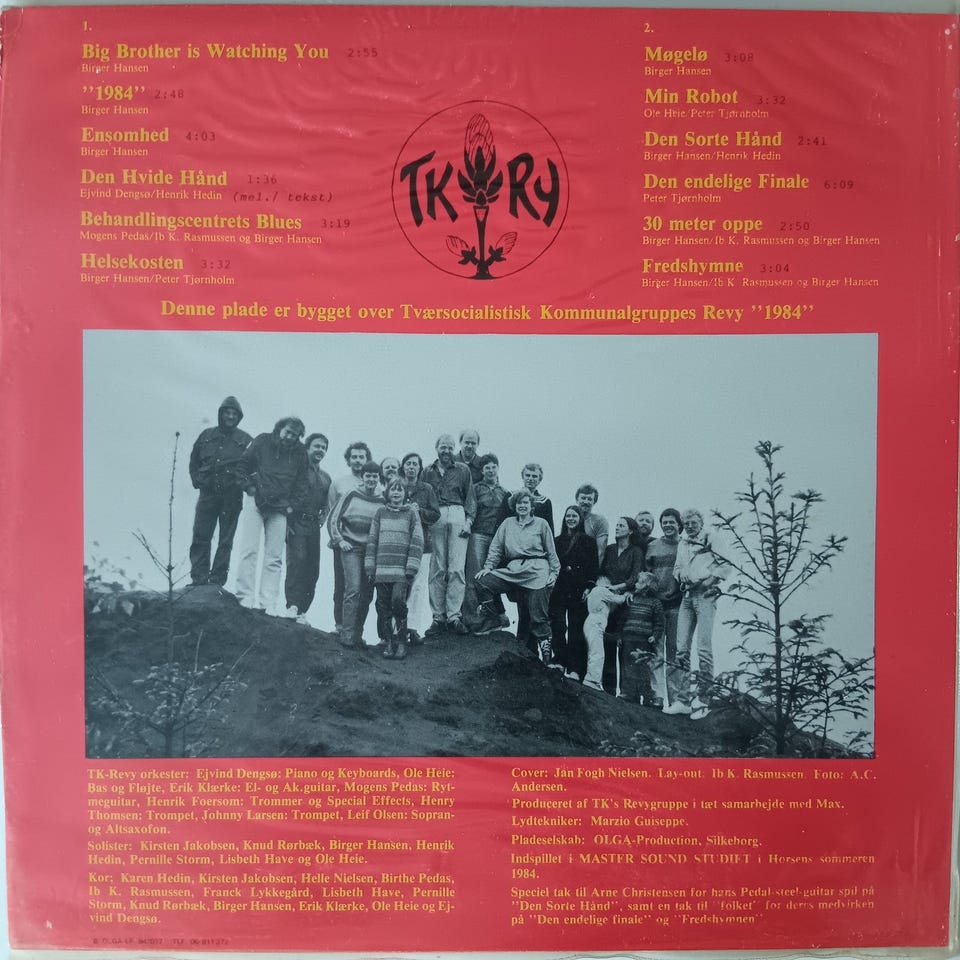 1.
Big Brother is Watching You 2:55
Birger Hansen
"1984" 2:48
Birger Hansen
Ensomhed 4:03
Birger Hansen
Den Hvide Hånd 1:36
Ejvind Dengsø/Henrik Hedin (mel./ tekst)
Behandlingscentrets Blues 3:19
Mogens Pedas/Ib K. Rasmussen og Birger Hansen
Helsekosten 3:32
Birger Hansen/Peter Tjørnholm
TK RY
2.
Møgelø 3:08
Birger Hansen
Min Robot 3:32
Ole Heie/Peter Tjørnholm
Den Sorte Hånd 2:41
Birger Hansen/Henrik Hedin
Den endelige Finale 6:09
Peter Tjørnholm
30 meter oppe 2:50
Birger Hansen/Ib K. Rasmussen og Birger Hansen
Fredshymne 3:04
Birger Hansen/Ib K Rasmussen og Birger Hansen
Denne plade er bygget over Tværsocialistisk Kommunalgruppes Revy "1984"
TK-Revy orkester: Ejvind Dengsø: Piano og Keyboards, Ole Heie:
Bas og Fløjte, Erik Klærke: El- og Ak.guitar, Mogens Pedas: Ryt-
meguitar, Henrik Foersom: Trommer og Special Effects, Henry
Thomsen: Trompet, Johnny Larsen: Trompet, Leif Olsen: Sopran-
og Altsaxofon.
Solister: Kirsten Jakobsen, Knud Rørbæk, Birger Hansen, Henrik
Hedin, Pernille Storm, Lisbeth Have og Ole Heie.
Kor: Karen Hedin, Kirsten Jakobsen, Helle Nielsen, Birthe Pedas,
Ib K. Rasmussen, Franck Lykkegård, Lisbeth Have, Pernille
Storm, Knud Rørbæk, Birger Hansen, Erik Klærke, Ole Heie og Ej-
vind Dengsø.
Cover: Jan Fogh Nielsen. Lay-out: Ib K. Rasmussen. Foto: A.C.
Andersen.
Produceret af TK's Revygruppe i tæt samarbejde med Max.
Lydtekniker: Marzio Guiseppe.
Pladeselskab: OLGA-Production, Silkeborg.
Indspillet i MASTER SOUND STUDIET i Horsens sommeren
1984.
Speciel tak til Arne Christensen for hans Pedal-steel-guitar spil på
"Den Sorte Hånd", samt en tak til "folket" for deres medvirken
på "Den endelige finale" og "Fredshymnen".
OLGA LP 842017 TLF. 06-811372